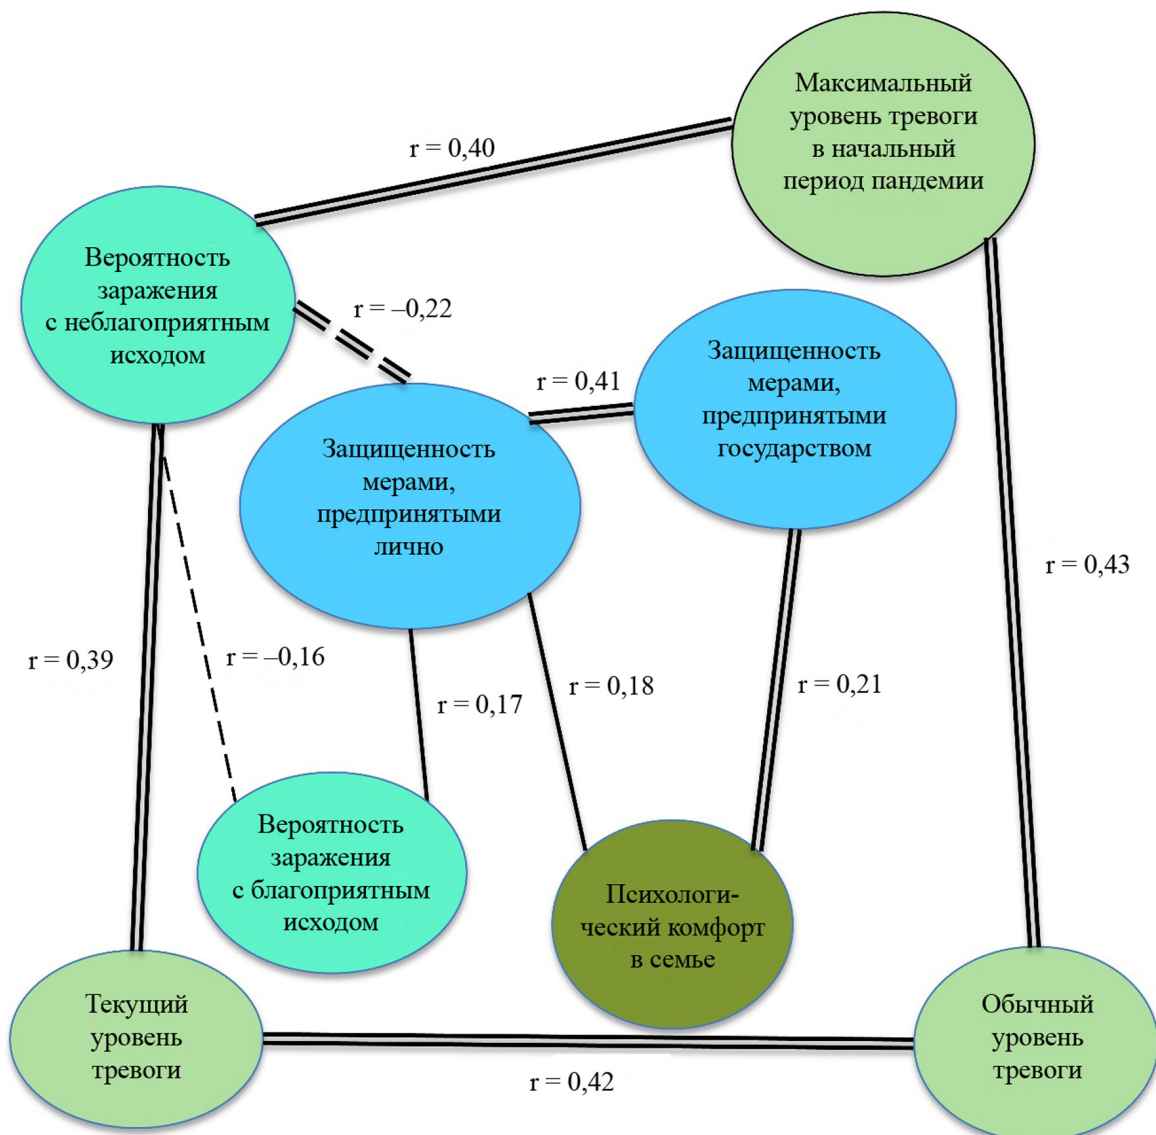 Максимальный
уровень тревоги
в начальный
период пандемии
r = 0,40
Вероятность
заражения
с неблагоприятным
исходом
r = –0,22
Защищенность
мерами,
предпринятыми
государством
r = 0,41
Защищенность
мерами,
предпринятыми
лично
r = 0,43
r = 0,39
r = –0,16
r = 0,17
r = 0,18
r = 0,21
Вероятность
заражения
с благоприятным
исходом
Психологи-
ческий комфорт
в семье
Текущий
уровень
тревоги
Обычный
уровень
тревоги
r = 0,42